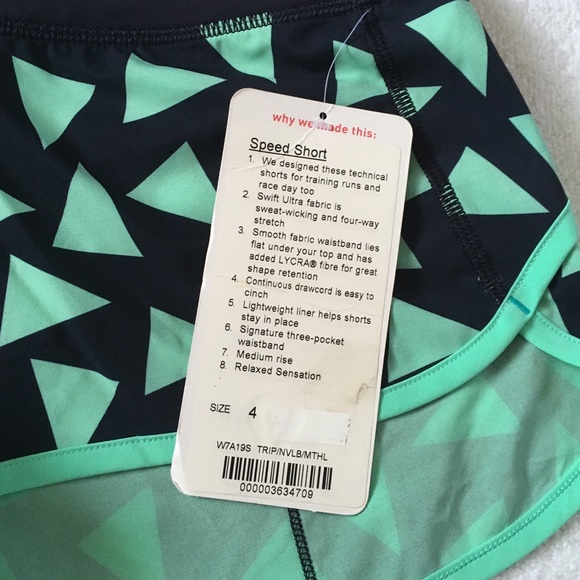 why we made this:
Speed Short
1. We designed these technical
shorts for training runs and
race day too
2. Swift Ultra fabric is
sweat-wicking and four-way
stretch
3. Smooth fabric waistband lies
flat under your top and has
added LYCRA® fibre for great
shape retention
4. Continuous drawcord is easy to
cinch
5. Lightweight liner helps shorts
stay in place
6. Signature three-pocket
waistband
7. Medium rise
8. Relaxed Sensation
SIZE 4
W7A19S TRIP/NVLB/MTHL
000003634709